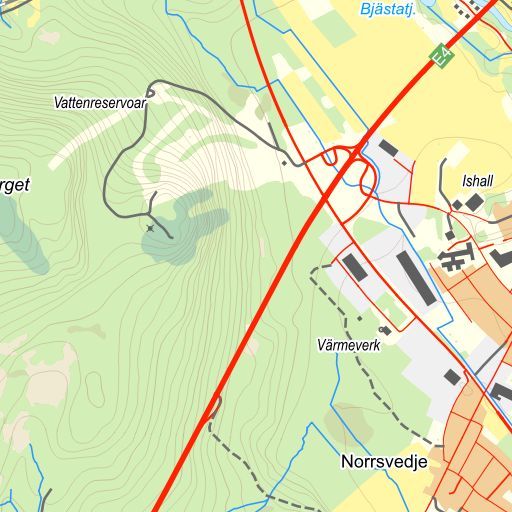 Bjästatj.
E4
Vattenreservoar
rget
Ishall
Värmeverk
Norrsvedje